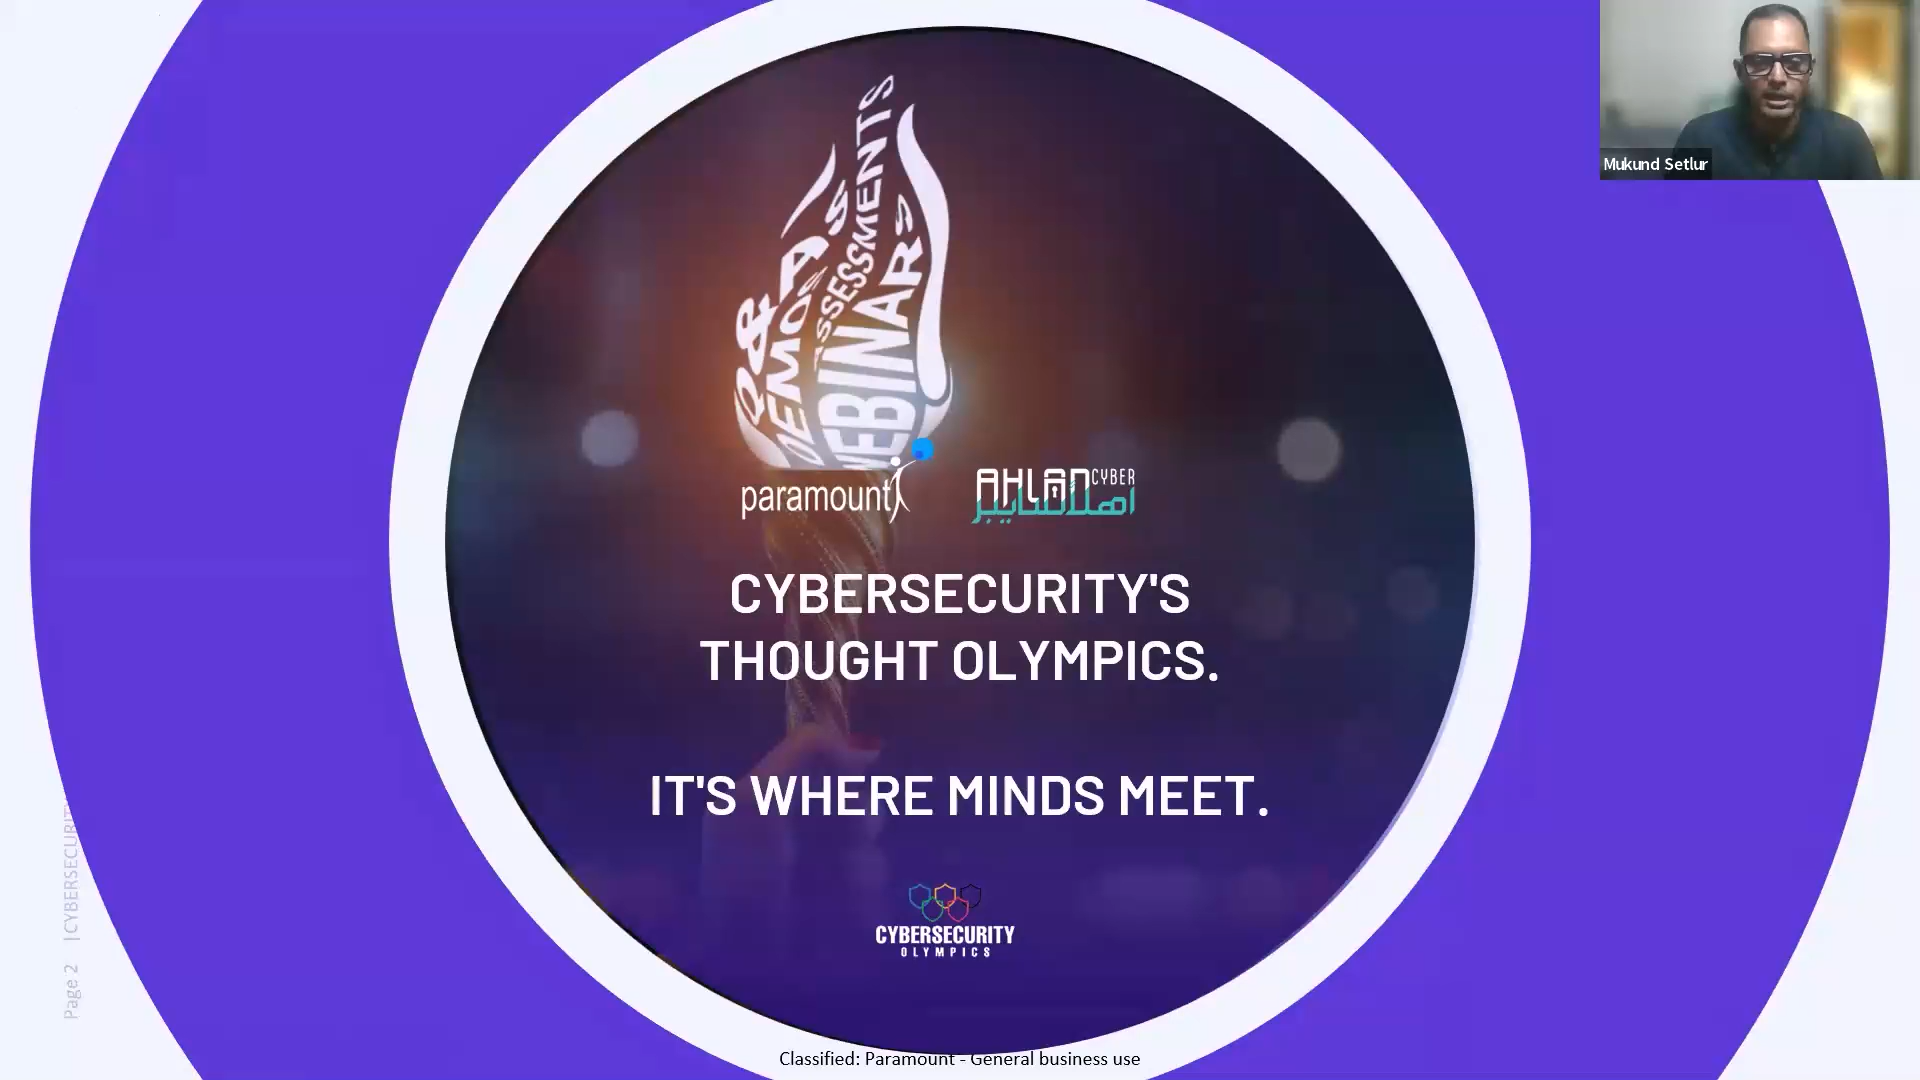 Mukund Setlur
Q&A'S
DEMOS
ASSESSMENTS
WEBINARS
paramount
AHLAN CYBER
اهلا سايبر
CYBERSECURITY'S
THOUGHT OLYMPICS.
IT'S WHERE MINDS MEET.
CYBERSECURITY
OLYMPICS
Page 2 |CYBERSECURITY
Classified: Paramount - General business use